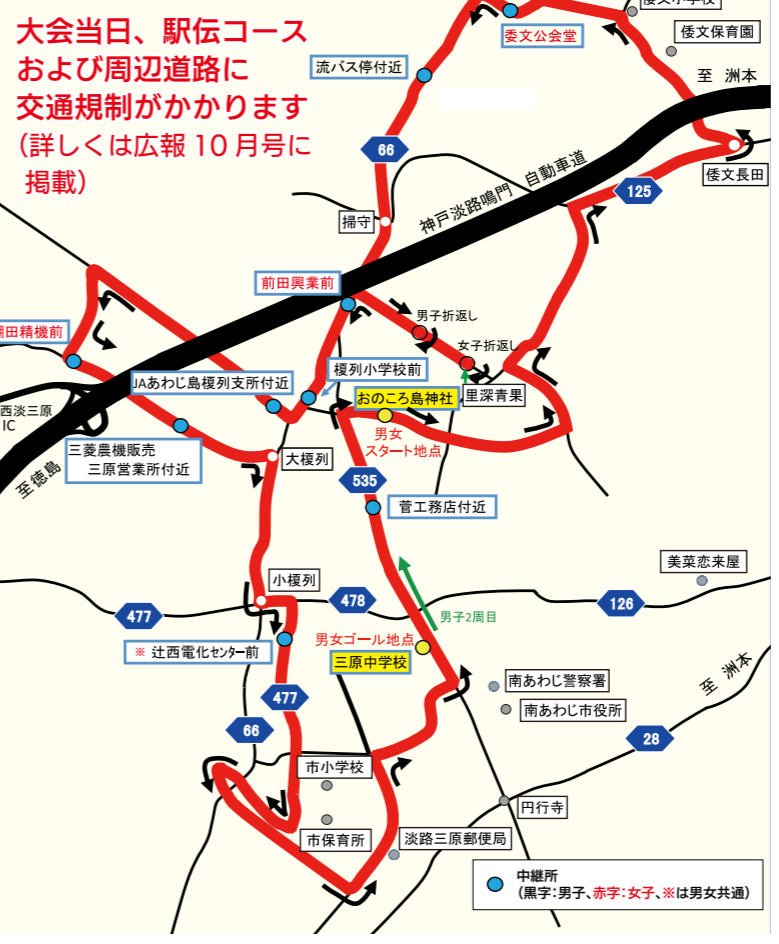 大会当日、駅伝コース
および周辺道路に
交通規制がかかります
（詳しくは広報 10 月号に
掲載）
委文公会堂
倭文保育園
流バス停付近
至 洲本
66
倭文長田
125
神戸淡路鳴門 自動車道
掃守
前田興業前
男子折返し
女子折返し
田精機前
榎列小学校前
JAあわじ島榎列支所付近
おのころ島神社
里深青果
西淡三原
IC
男女
スタート地点
三菱農機販売
三原営業所付近
大榎列
至徳島
535
菅工務店付近
美菜恋来屋
小榎列
478
126
477
男子2周目
男女ゴール地点
※ 辻西電化センター前
三原中学校
至 洲本
南あわじ警察署
477
南あわじ市役所
66
28
市小学校
円行寺
市保育所
淡路三原郵便局
中継所
（黒字：男子、赤字：女子、※は男女共通）